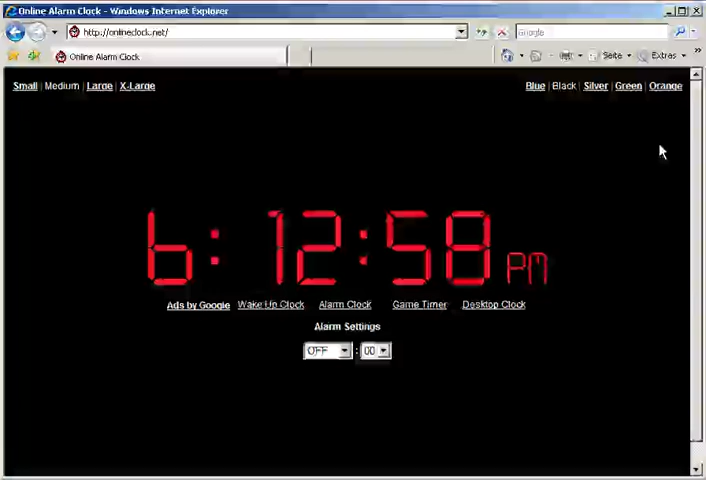 Online Alarm Clock - Windows Internet Explorer
http://onlineclock.net/
Google
Online Alarm Clock
Seite
Extras
Small | Medium | Large | X-Large
Blue | Black | Silver | Green | Orange
6:12:58 PM
Ads by Google Wake Up Clock Alarm Clock Game Timer Desktop Clock
Alarm Settings
OFF : 00